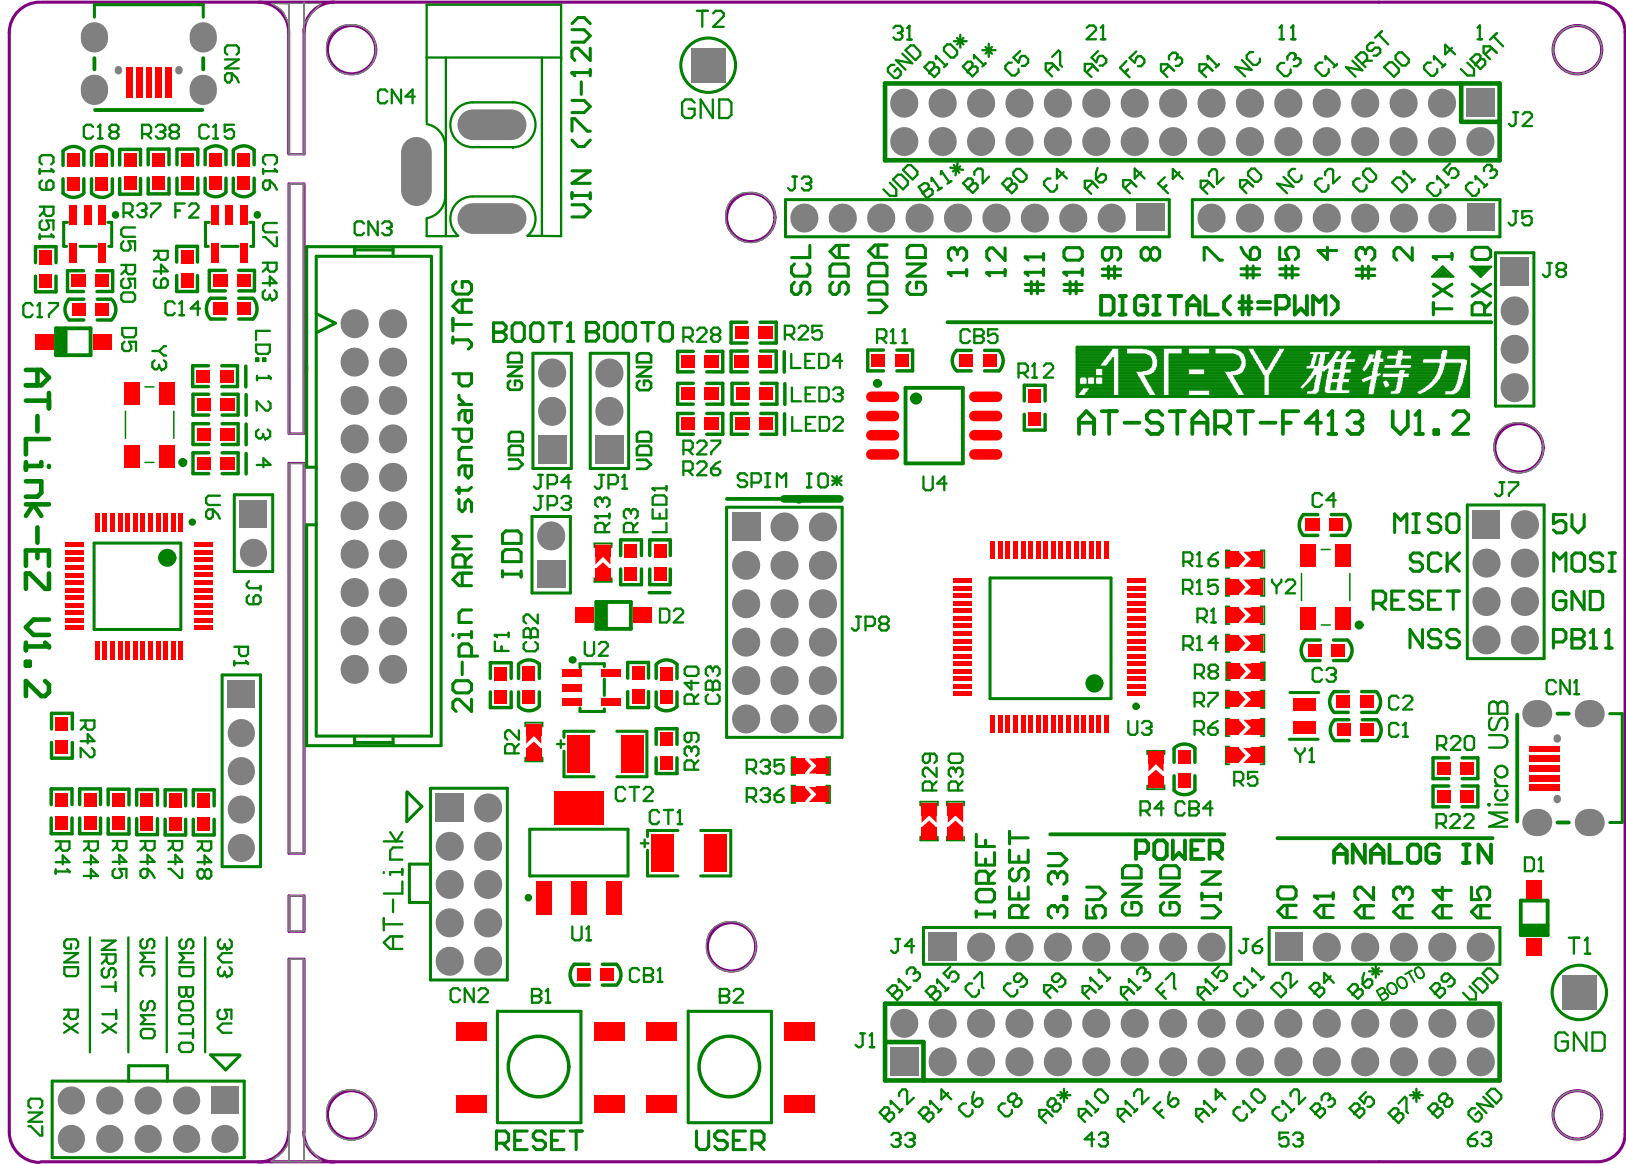 T2
31 21 11 1
GND B10* B1* C5 A7 A5 F5 A3 A1 NC C3 C1 NRST D0 C14 VBAT
CN6
CN4
VIN (7V-12V)
GND
J2
C18 R38 C15
C19
C16
J3
VDD B11* B2 B0 C4 A6 A4 F4 A2 A0 NC C2 C0 D1 C15 C13
R51
R37 F2
U5
U7
CN3
J5
SCL SDA VDDA GND 13 12 #11 #10 #9 8 7 #6 #5 4 #3 2 TX 1 RX 0
R50
R49
R43
J8
C17
C14
DIGITAL(#=PWM)
D5
LD:
1
2
3
4
Y3
BOOT1 BOOT0
R28
R25
R11
CB5
GND
GND
LED4
R12
ARTERY 雅特力
LED3
AT-START-F413 V1.2
LED2
VDD
VDD
R27
R26
20-pin ARM standard JTAG
AT-Link-EZ V1.2
JP4 JP1
JP3
SPIM IO*
U4
J7
U6
R13
R3
LED1
C4
MISO 5V
IDD
R16
SCK MOSI
J9
R15
Y2
RESET GND
D2
R1
JP8
NSS PB11
R14
P1
F1
CB2
U2
R8
C3
R40
CB3
R7
CN1
C2
U3
R6
C1
R42
R2
R39
Micro USB
R35
R5
Y1
R20
R36
CT2
R29
R30
R4 CB4
R22
CT1
POWER
ANALOG IN
R41 R44 R45 R46 R47 R48
AT-Link
IOREF RESET 3.3V 5V GND GND VIN
A0 A1 A2 A3 A4 A5
D1
U1
J4
J6
T1
GND NRST SWC SWD 3V3
RX TX SWO BOOT0 5V
CB1
B13 B15 C7 C9 A9 A11 A13 F7 A15 C11 D2 B4 B6* BOOT0 B9 VDD
CN2
B1
B2
J1
GND
CN7
B12 B14 C6 C8 A8* A10 A12 F6 A14 C10 C12 B3 B5 B7* B8 GND
RESET
USER
33 43 53 63